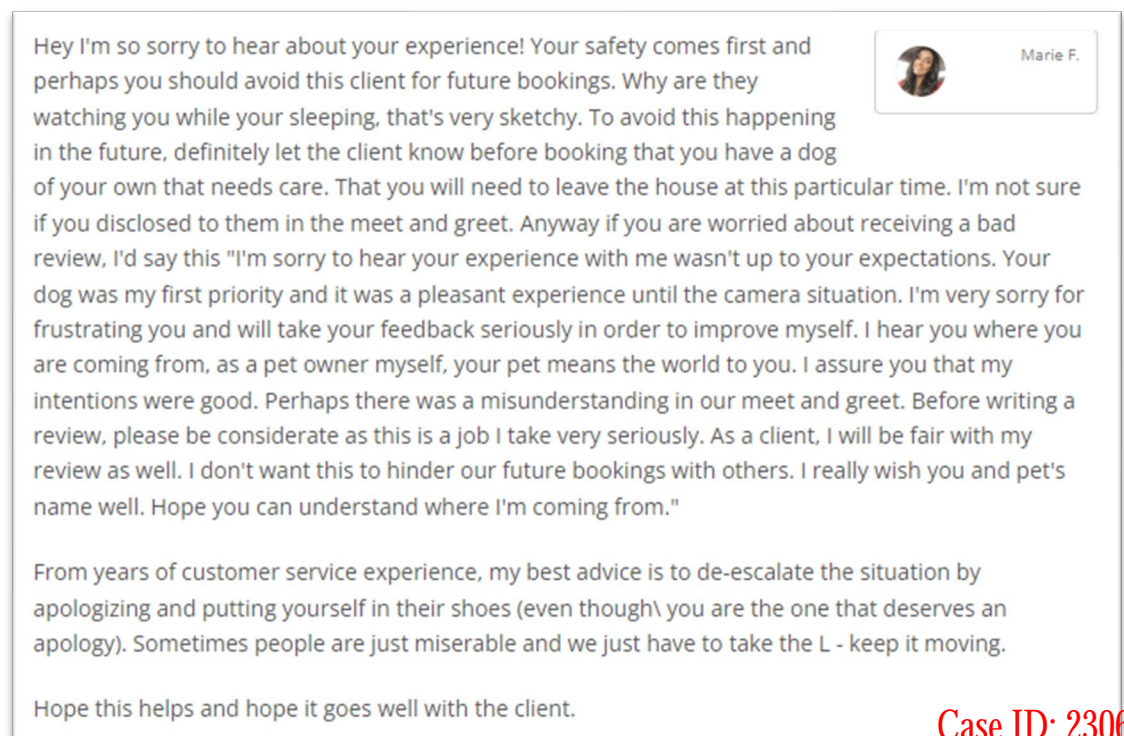 Hey I'm so sorry to hear about your experience! Your safety comes first and
perhaps you should avoid this client for future bookings. Why are they
watching you while your sleeping, that's very sketchy. To avoid this happening
in the future, definitely let the client know before booking that you have a dog
of your own that needs care. That you will need to leave the house at this particular time. I'm not sure
if you disclosed to them in the meet and greet. Anyway if you are worried about receiving a bad
review, I'd say this "I'm sorry to hear your experience with me wasn't up to your expectations. Your
dog was my first priority and it was a pleasant experience until the camera situation. I'm very sorry for
frustrating you and will take your feedback seriously in order to improve myself. I hear you where you
are coming from, as a pet owner myself, your pet means the world to you. I assure you that my
intentions were good. Perhaps there was a misunderstanding in our meet and greet. Before writing a
review, please be considerate as this is a job I take very seriously. As a client, I will be fair with my
review as well. I don't want this to hinder our future bookings with others. I really wish you and pet's
name well. Hope you can understand where I'm coming from."
From years of customer service experience, my best advice is to de-escalate the situation by
apologizing and putting yourself in their shoes (even though\ you are the one that deserves an
apology). Sometimes people are just miserable and we just have to take the L - keep it moving.
Hope this helps and hope it goes well with the client.
Marie F.
Case ID: 2306